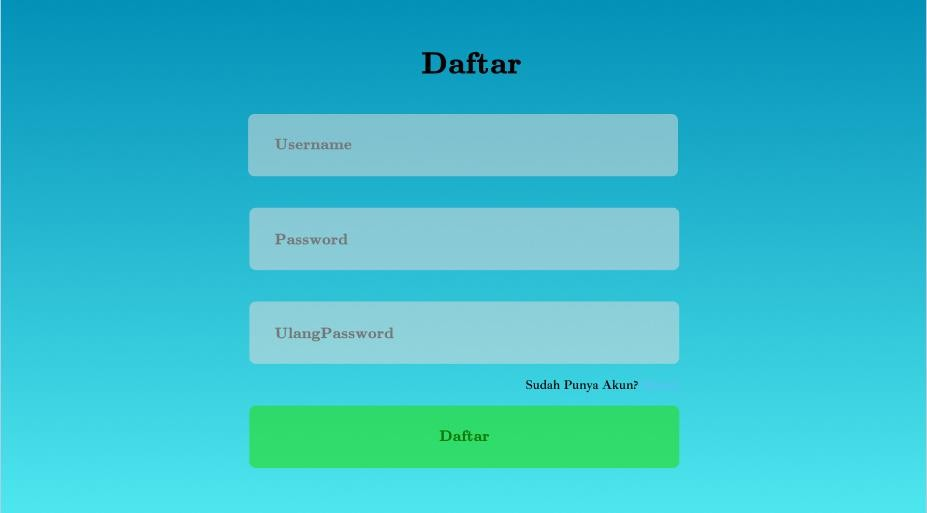 Daftar
Username
Password
UlangPassword
Sudah Punya Akun?
Daftar